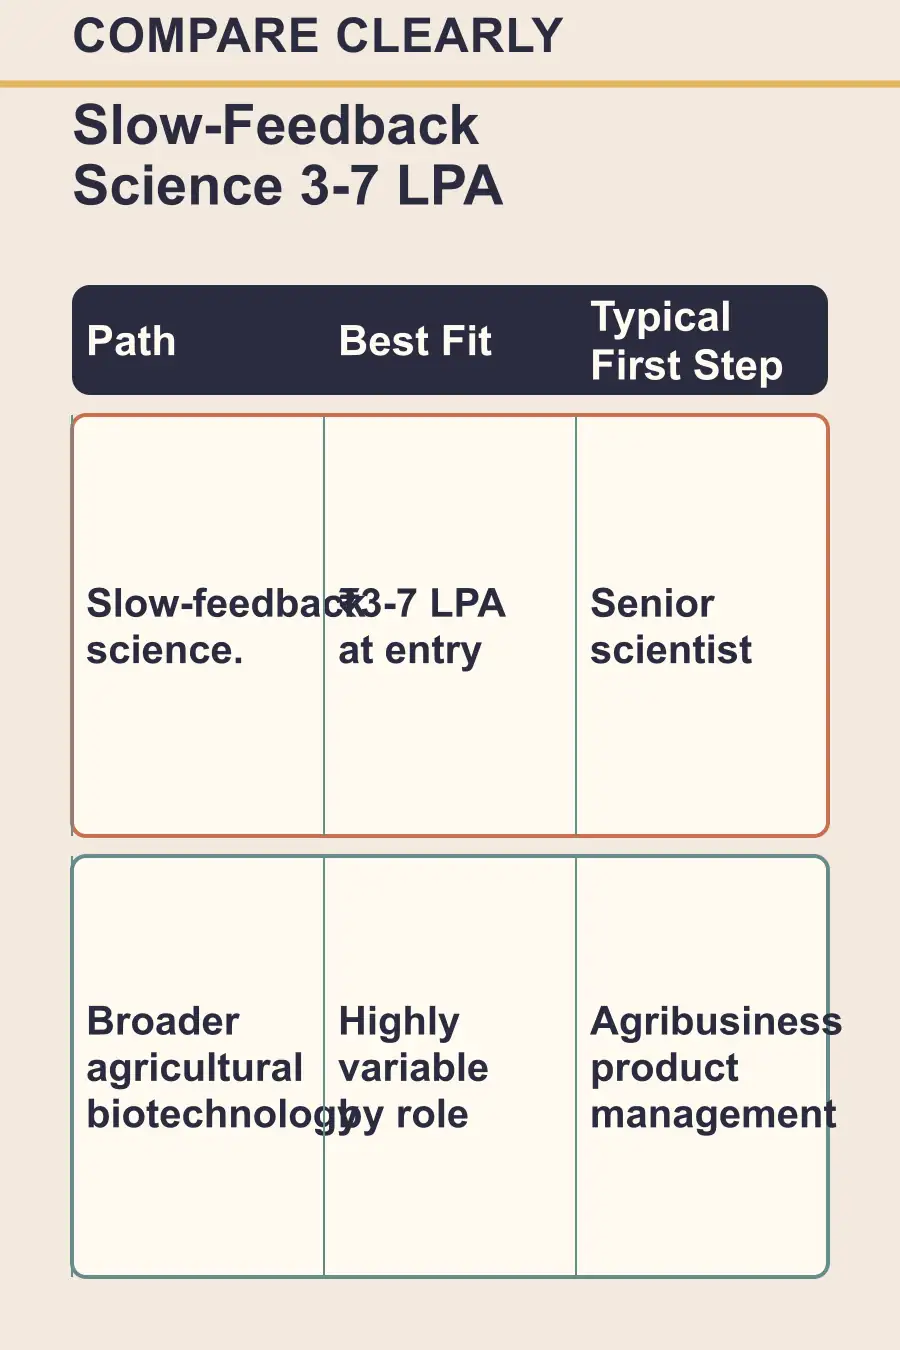 COMPARE CLEARLY
Slow-Feedback
Science 3-7 LPA
Path
Best Fit
Typical
First Step
Slow-feedback
science.
₹3-7 LPA
at entry
Senior
scientist
Broader
agricultural
biotechnology
Highly
variable
by role
Agribusiness
product
management